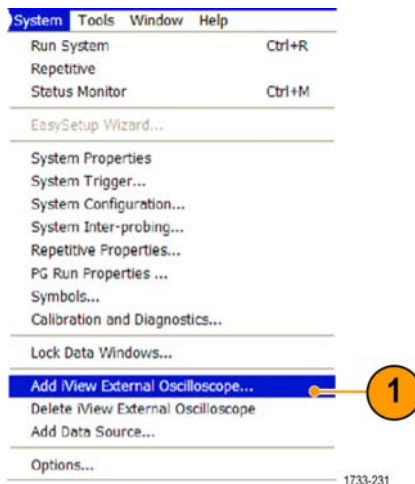 System Tools Window Help
Run System Ctrl+R
Repetitive
Status Monitor Ctrl+M
EasySetup Wizard...
System Properties
System Trigger...
System Configuration...
System Inter-probing...
Repetitive Properties...
PG Run Properties ...
Symbols...
Calibration and Diagnostics...
Lock Data Windows...
Add iView External Oscilloscope...
1
Delete iView External Oscilloscope
Add Data Source...
Options...
1733-231